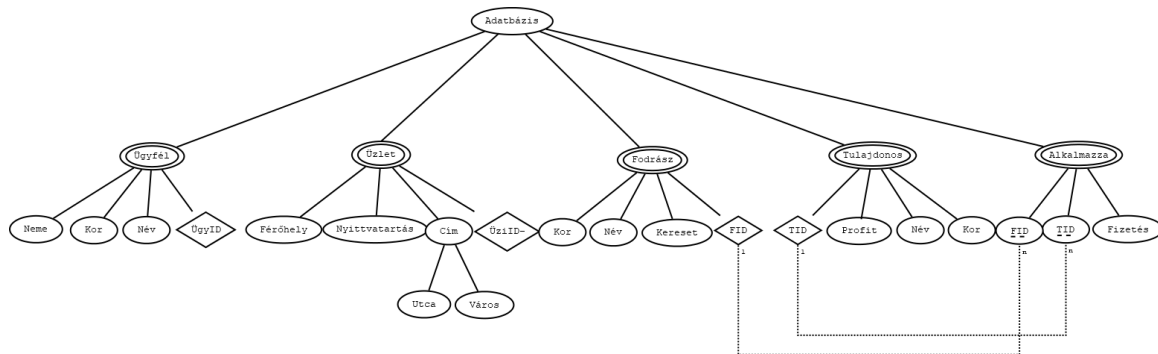 Adatbázis
Ügyfél
Üzlet
Fodrász
Tulajdonos
Alkalmazza
Neme
Kor
Név
ÜgyID
Férőhely
Nyittvatartás
Cím
ÜziID-
Kor
Név
Kereset
FID
TID
Profit
Név
Kor
FID
TID
Fizetés
1
1
n
n
Utca
Város